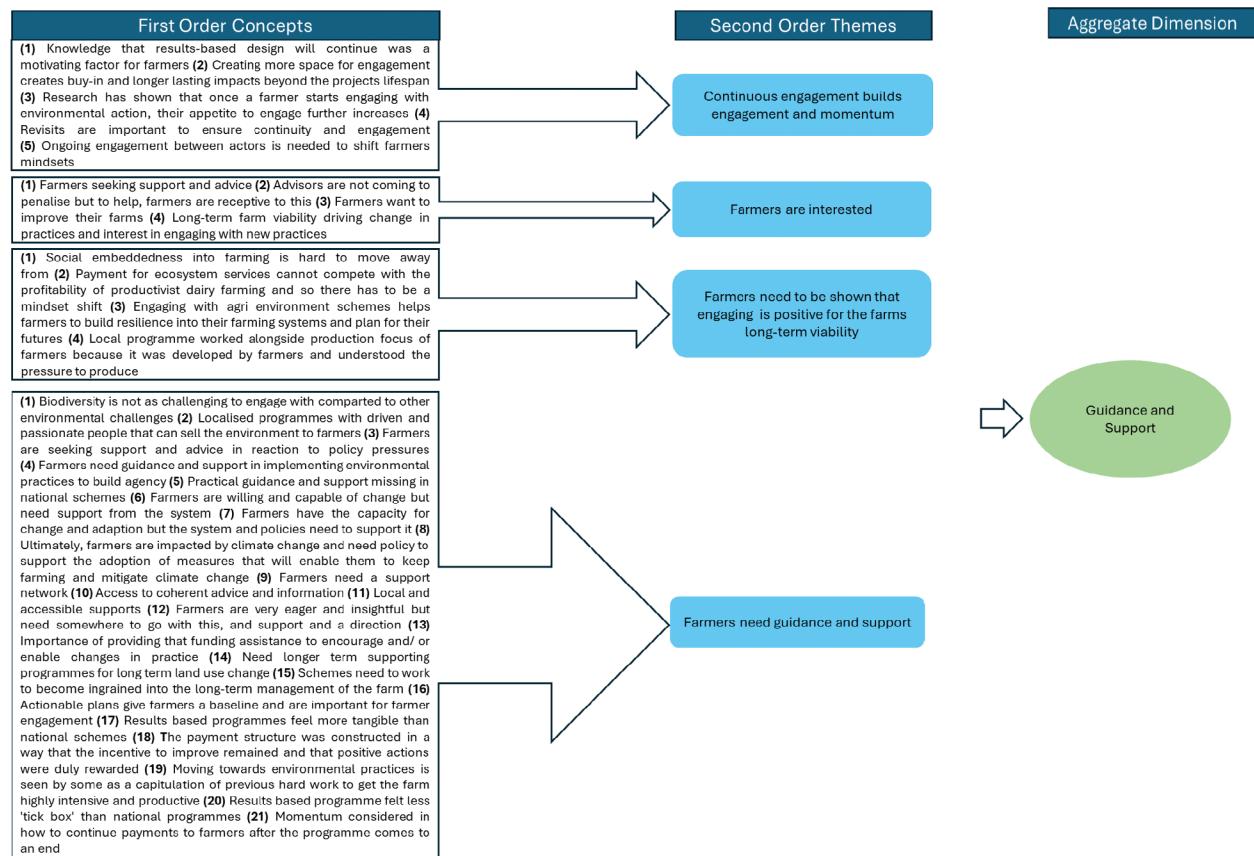 First Order Concepts
Second Order Themes
Aggregate Dimension
(1) Knowledge that results-based design will continue was a
motivating factor for farmers (2) Creating more space for engagement
creates buy-in and longer lasting impacts beyond the projects lifespan
(3) Research has shown that once a farmer starts engaging with
environmental action, their appetite to engage further increases (4)
Revisits are important to ensure continuity and engagement
(5) Ongoing engagement between actors is needed to shift farmers
mindsets
Continuous engagement builds
engagement and momentum
(1) Farmers seeking support and advice (2) Advisors are not coming to
penalise but to help, farmers are receptive to this (3) Farmers want to
improve their farms (4) Long-term farm viability driving change in
practices and interest in engaging with new practices
Farmers are interested
(1) Social embeddedness into farming is hard to move away
from (2) Payment for ecosystem services cannot compete with the
profitability of productivist dairy farming and so there has to be a
mindset shift (3) Engaging with agri environment schemes helps
farmers to build resilience into their farming systems and plan for their
futures (4) Local programme worked alongside production focus of
farmers because it was developed by farmers and understood the
pressure to produce
Farmers need to be shown that
engaging is positive for the farms
long-term viability
(1) Biodiversity is not as challenging to engage with comparted to other
environmental challenges (2) Localised programmes with driven and
passionate people that can sell the environment to farmers (3) Farmers
are seeking support and advice in reaction to policy pressures
(4) Farmers need guidance and support in implementing environmental
practices to build agency (5) Practical guidance and support missing in
national schemes (6) Farmers are willing and capable of change but
need support from the system (7) Farmers have the capacity for
change and adaption but the system and policies need to support it (8)
Ultimately, farmers are impacted by climate change and need policy to
support the adoption of measures that will enable them to keep
farming and mitigate climate change (9) Farmers need a support
network (10) Access to coherent advice and information (11) Local and
accessible supports (12) Farmers are very eager and insightful but
need somewhere to go with this, and support and a direction (13)
Importance of providing that funding assistance to encourage and/ or
enable changes in practice (14) Need longer term supporting
programmes for long term land use change (15) Schemes need to work
to become ingrained into the long-term management of the farm (16)
Actionable plans give farmers a baseline and are important for farmer
engagement (17) Results based programmes feel more tangible than
national schemes (18) The payment structure was constructed in a
way that the incentive to improve remained and that positive actions
were duly rewarded (19) Moving towards environmental practices is
seen by some as a capitulation of previous hard work to get the farm
highly intensive and productive (20) Results based programme felt less
'tick box' than national programmes (21) Momentum considered in
how to continue payments to farmers after the programme comes to
an end
Farmers need guidance and support
Guidance and
Support